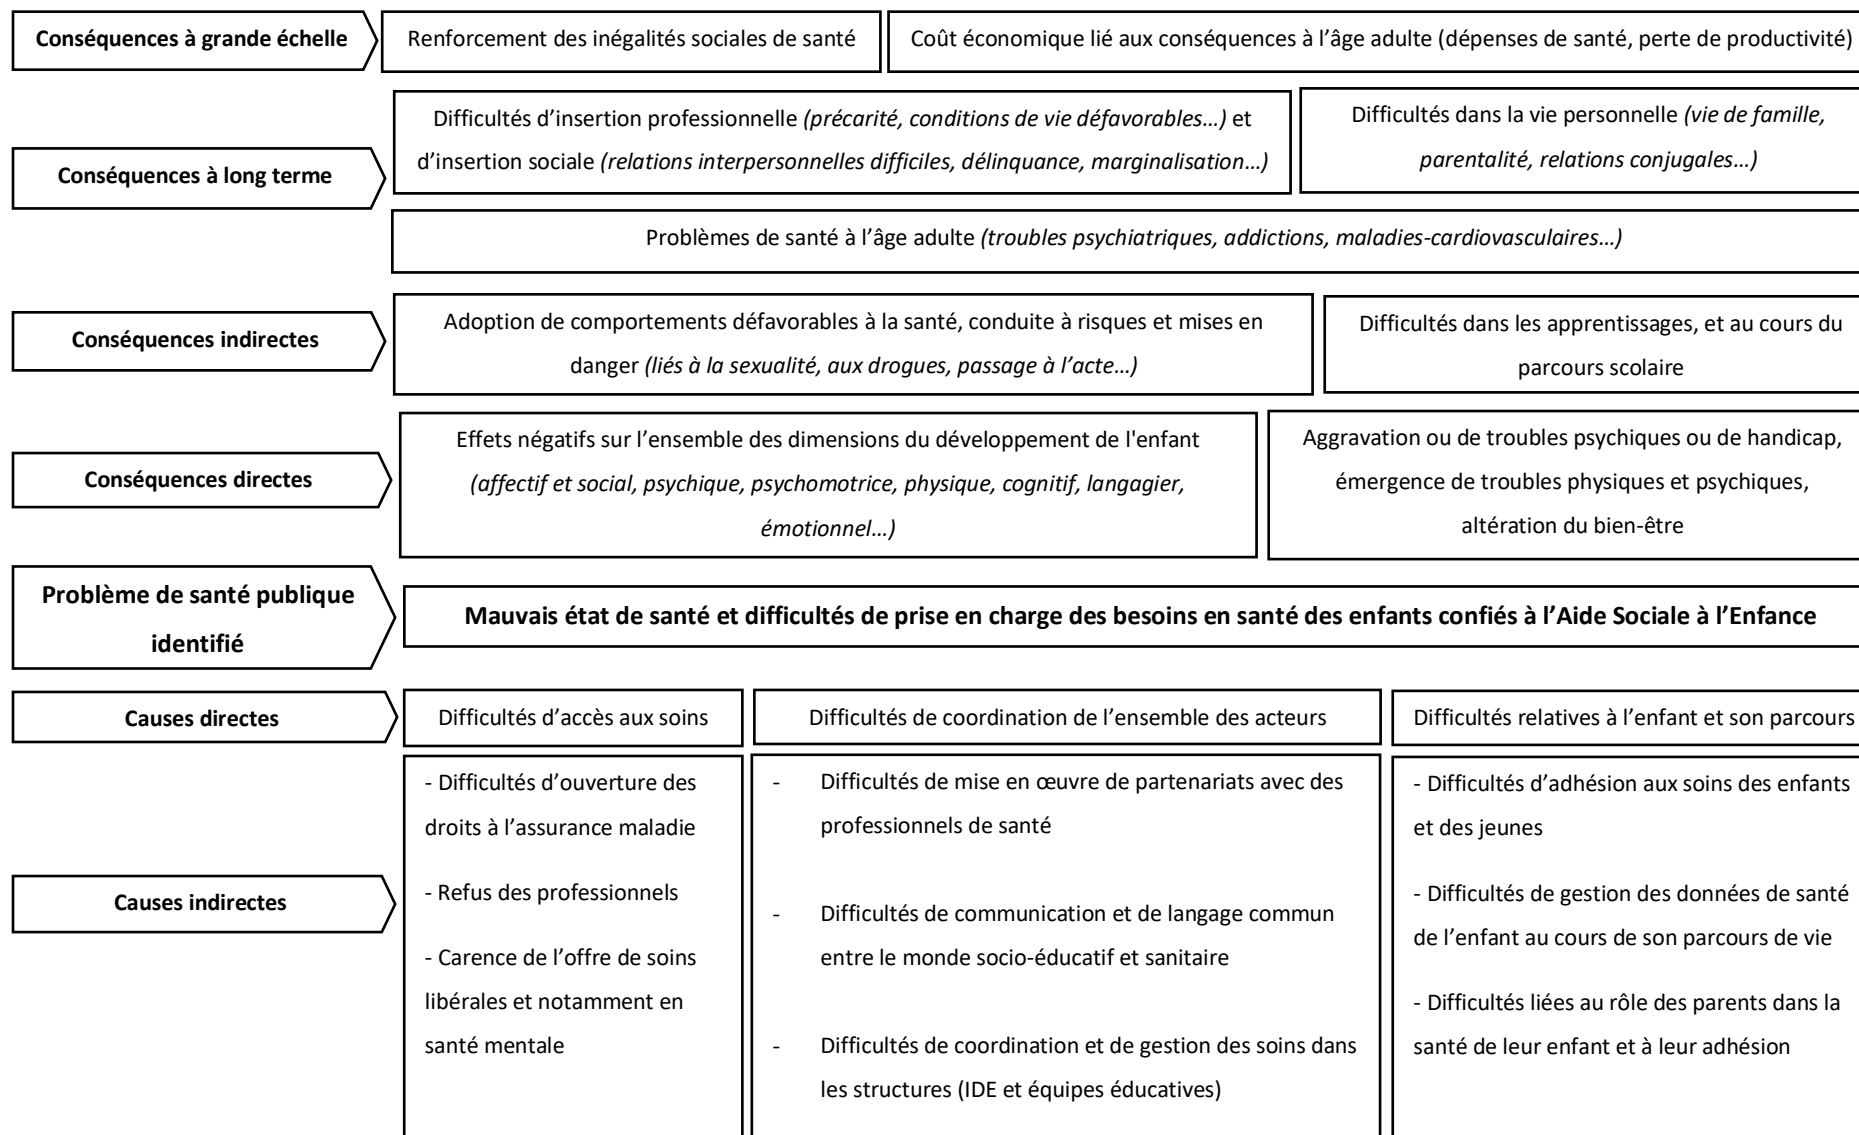 Conséquences à grande échelle
Renforcement des inégalités sociales de santé
Coût économique lié aux conséquences à l’âge adulte (dépenses de santé, perte de productivité)
Conséquences à long terme
Difficultés d’insertion professionnelle (précarité, conditions de vie défavorables…) et
d’insertion sociale (relations interpersonnelles difficiles, délinquance, marginalisation…)
Difficultés dans la vie personnelle (vie de famille,
parentalité, relations conjugales…)
Problèmes de santé à l’âge adulte (troubles psychiatriques, addictions, maladies-cardiovasculaires…)
Conséquences indirectes
Adoption de comportements défavorables à la santé, conduite à risques et mises en
danger (liés à la sexualité, aux drogues, passage à l’acte…)
Difficultés dans les apprentissages, et au cours du
parcours scolaire
Conséquences directes
Effets négatifs sur l’ensemble des dimensions du développement de l'enfant
(affectif et social, psychique, psychomotrice, physique, cognitif, langagier,
émotionnel…)
Aggravation ou de troubles psychiques ou de handicap,
émergence de troubles physiques et psychiques,
altération du bien-être
Problème de santé publique
identifié
Mauvais état de santé et difficultés de prise en charge des besoins en santé des enfants confiés à l’Aide Sociale à l’Enfance
Causes directes
Difficultés d’accès aux soins
Difficultés de coordination de l’ensemble des acteurs
Difficultés relatives à l’enfant et son parcours
Causes indirectes
- Difficultés d’ouverture des
droits à l’assurance maladie
- Refus des professionnels
- Carence de l’offre de soins
libérales et notamment en
santé mentale
- Difficultés de mise en œuvre de partenariats avec des
professionnels de santé
- Difficultés de communication et de langage commun
entre le monde socio-éducatif et sanitaire
- Difficultés de coordination et de gestion des soins dans
les structures (IDE et équipes éducatives)
- Difficultés d’adhésion aux soins des enfants
et des jeunes
- Difficultés de gestion des données de santé
de l’enfant au cours de son parcours de vie
- Difficultés liées au rôle des parents dans la
santé de leur enfant et à leur adhésion